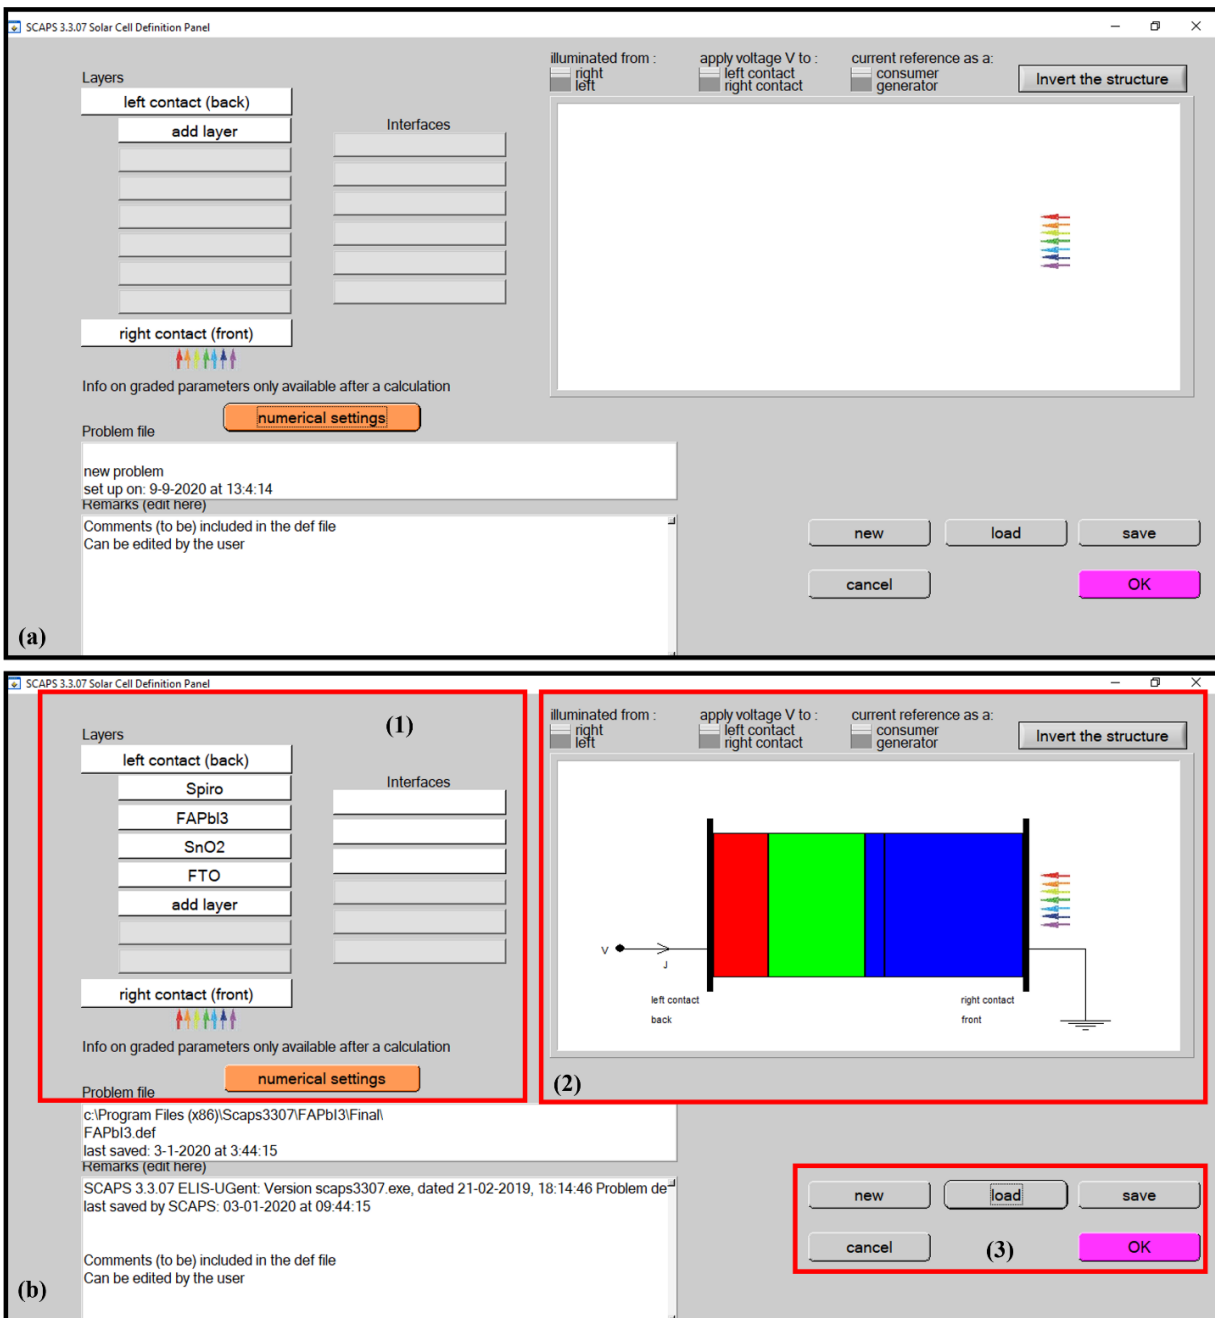 SCAPS 3.3.07 Solar Cell Definition Panel
illuminated from :
right
left
apply voltage V to :
left contact
right contact
current reference as a:
consumer
generator
Invert the structure
Layers
left contact (back)
add layer
Interfaces
right contact (front)
Info on graded parameters only available after a calculation
numerical settings
Problem file
new problem
set up on: 9-9-2020 at 13:4:14
Remarks (edit here)
Comments (to be) included in the def file
Can be edited by the user
new
load
save
cancel
OK
(a)
SCAPS 3.3.07 Solar Cell Definition Panel
(1)
Layers
left contact (back)
Spiro
FAPbI3
SnO2
FTO
add layer
Interfaces
right contact (front)
Info on graded parameters only available after a calculation
numerical settings
illuminated from :
right
left
apply voltage V to :
left contact
right contact
current reference as a:
consumer
generator
Invert the structure
V
J
left contact
back
right contact
front
(2)
Problem file
c:\Program Files (x86)\Scaps3307\FAPbI3\Final\
FAPbI3.def
last saved: 3-1-2020 at 3:44:15
Remarks (edit here)
SCAPS 3.3.07 ELIS-UGent: Version scaps3307.exe, dated 21-02-2019, 18:14:46 Problem de
last saved by SCAPS: 03-01-2020 at 09:44:15
Comments (to be) included in the def file
Can be edited by the user
new
load
save
cancel
(3)
OK
(b)